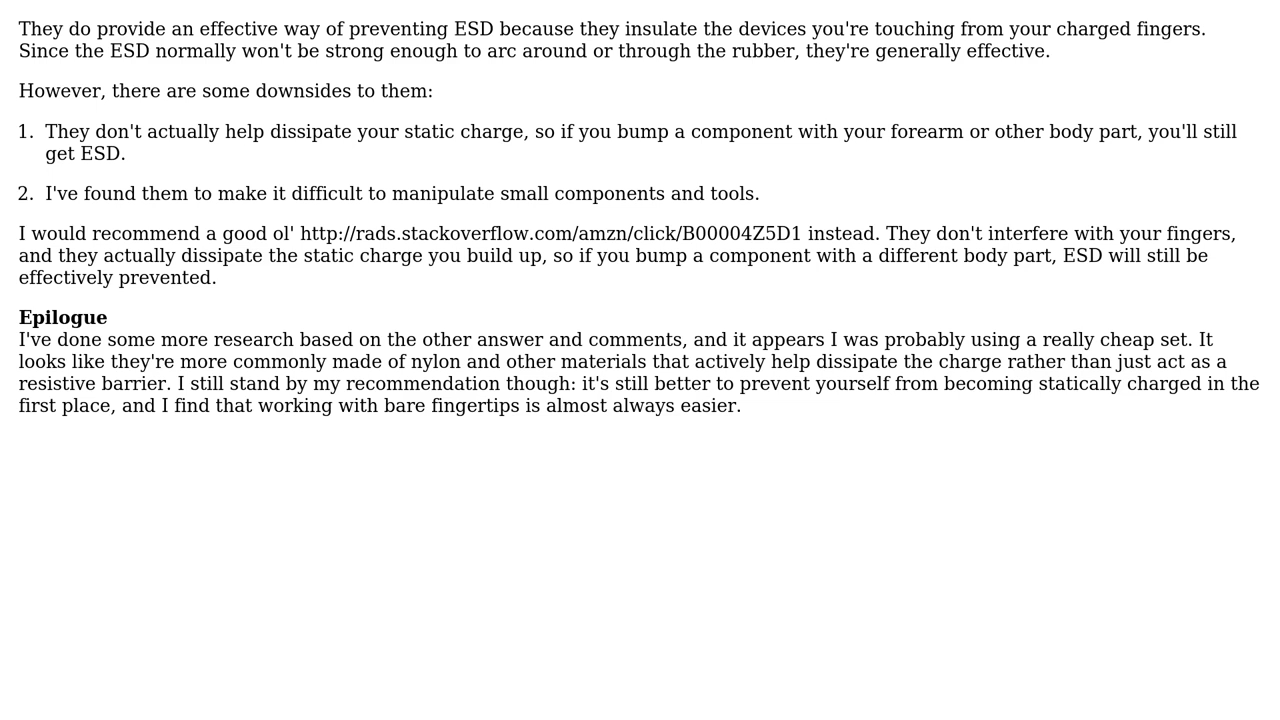 They do provide an effective way of preventing ESD because they insulate the devices you're touching from your charged fingers.
Since the ESD normally won't be strong enough to arc around or through the rubber, they're generally effective.
However, there are some downsides to them:
1. They don't actually help dissipate your static charge, so if you bump a component with your forearm or other body part, you'll still
get ESD.
2. I've found them to make it difficult to manipulate small components and tools.
I would recommend a good ol' http://rads.stackoverflow.com/amzn/click/B00004Z5D1 instead. They don't interfere with your fingers,
and they actually dissipate the static charge you build up, so if you bump a component with a different body part, ESD will still be
effectively prevented.
Epilogue
I've done some more research based on the other answer and comments, and it appears I was probably using a really cheap set. It
looks like they're more commonly made of nylon and other materials that actively help dissipate the charge rather than just act as a
resistive barrier. I still stand by my recommendation though: it's still better to prevent yourself from becoming statically charged in the
first place, and I find that working with bare fingertips is almost always easier.